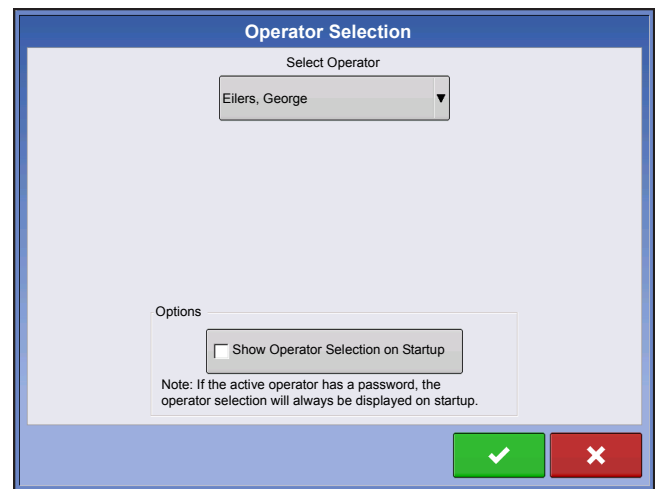 Operator Selection
Select Operator
Eilers, George
Options
Show Operator Selection on Startup
Note: If the active operator has a password, the
operator selection will always be displayed on startup.